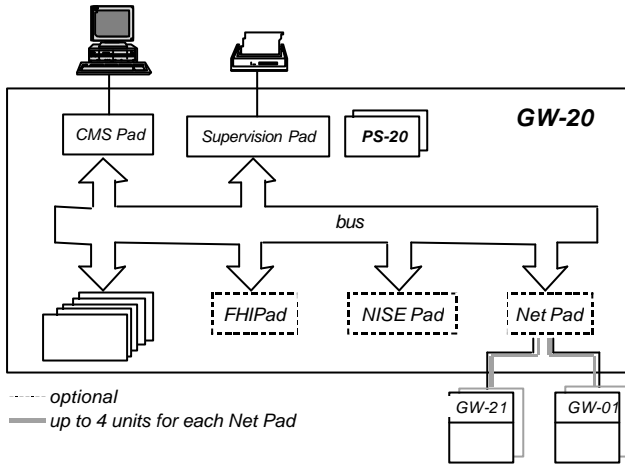 GW-20
CMS Pad
Supervision Pad
PS-20
bus
FHIPad
NISE Pad
Net Pad
optional
up to 4 units for each Net Pad
GW-21
GW-01